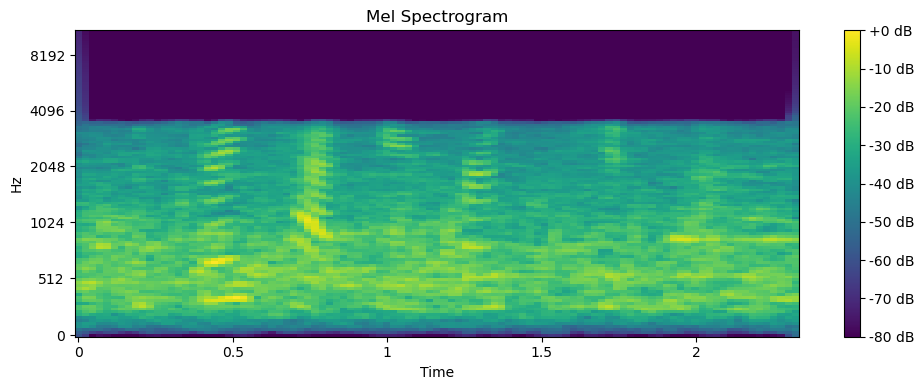 Mel Spectrogram
8192
4096
2048
1024
512
0
Hz
0
0.5
1
1.5
2
Time
+0 dB
-10 dB
-20 dB
-30 dB
-40 dB
-50 dB
-60 dB
-70 dB
-80 dB